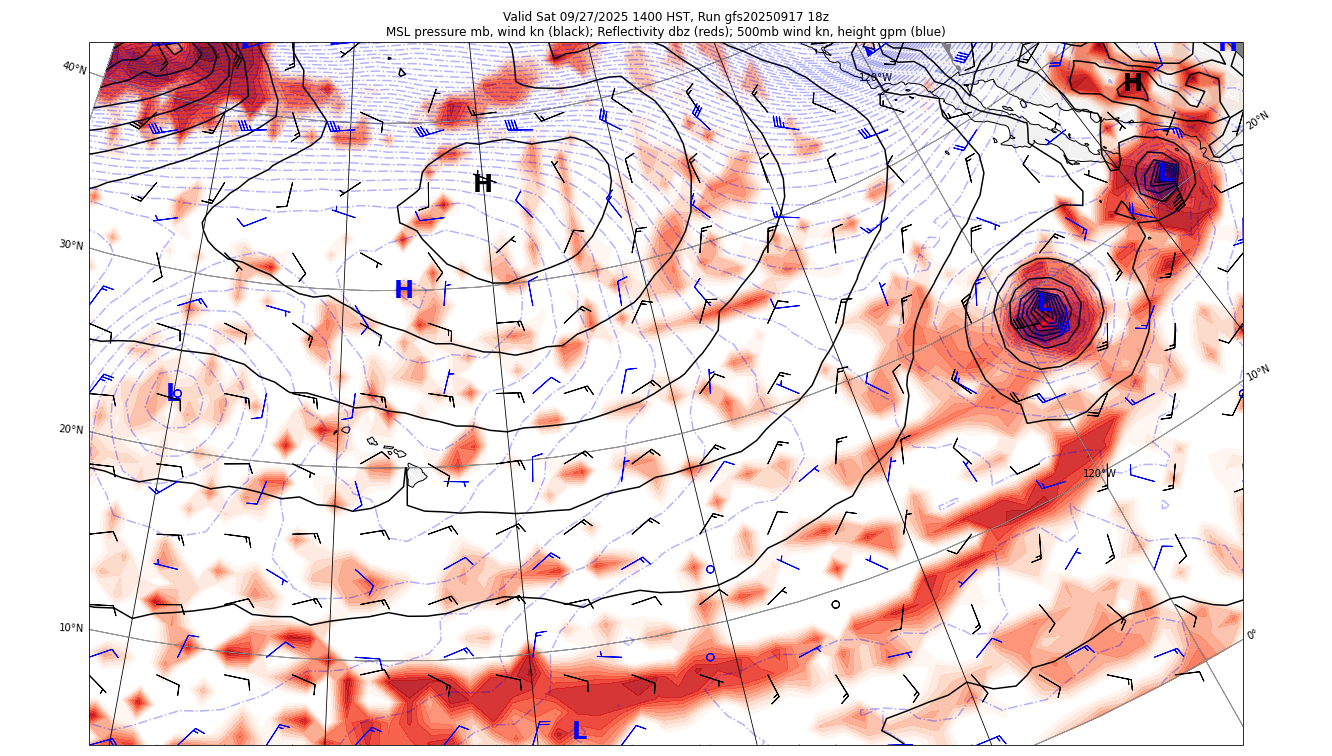 Valid Sat 09/27/2025 1400 HST, Run gfs20250917 18z
MSL pressure mb, wind kn (black); Reflectivity dbz (reds); 500mb wind kn, height gpm (blue)
40°N
120°W
H
H
20°N
L
H
30°N
H
L
L
10°N
20°N
120°W
10°N
0°
L